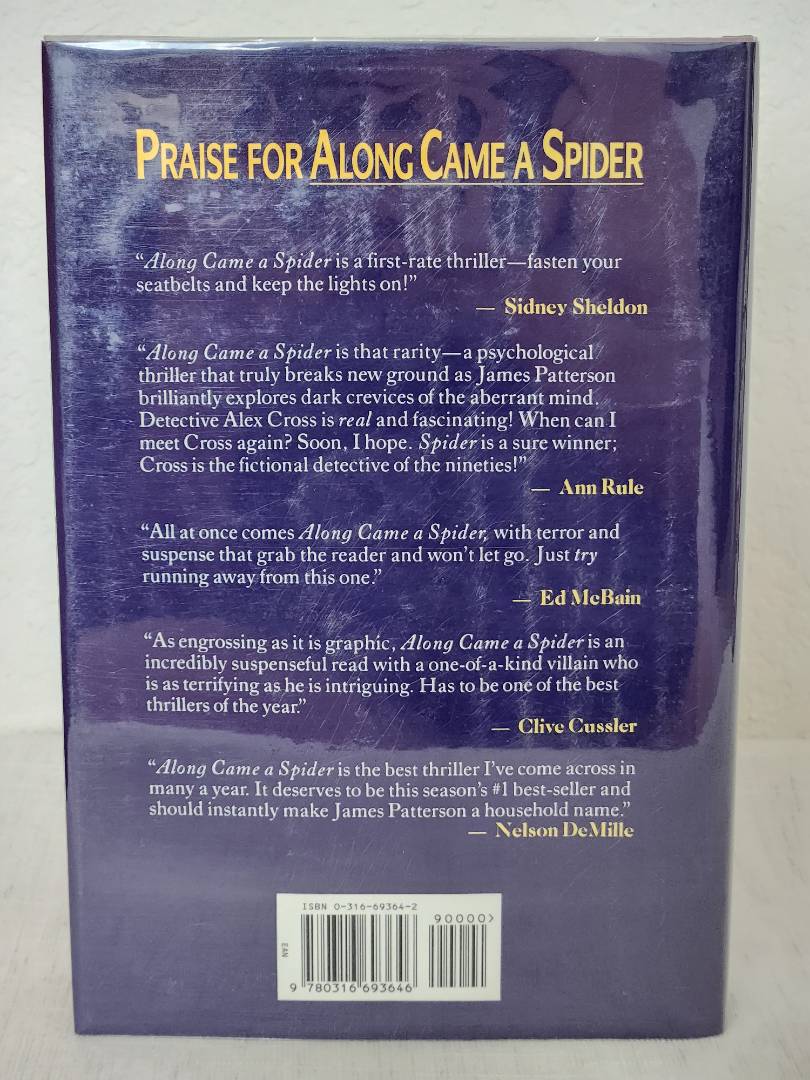 PRAISE FOR ALONG CAME A SPIDER
“Along Came a Spider is a first-rate thriller—fasten your
seatbelts and keep the lights on!”
— Sidney Sheldon
“Along Came a Spider is that rarity—a psychological
thriller that truly breaks new ground as James Patterson
brilliantly explores dark crevices of the aberrant mind.
Detective Alex Cross is real and fascinating! When can I
meet Cross again? Soon, I hope. Spider is a sure winner;
Cross is the fictional detective of the nineties!”
— Ann Rule
“All at once comes Along Came a Spider, with terror and
suspense that grab the reader and won’t let go. Just try
running away from this one.”
— Ed McBain
“As engrossing as it is graphic, Along Came a Spider is an
incredibly suspenseful read with a one-of-a-kind villain who
is as terrifying as he is intriguing. Has to be one of the best
thrillers of the year.”
— Clive Cussler
“Along Came a Spider is the best thriller I’ve come across in
many a year. It deserves to be this season’s #1 best-seller and
should instantly make James Patterson a household name.”
— Nelson DeMille
ISBN 0-316-69364-2
90000>
EAN
9 780316 693646